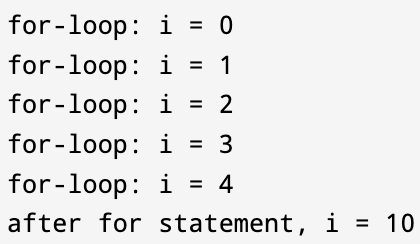 for-loop: i = 0
for-loop: i = 1
for-loop: i = 2
for-loop: i = 3
for-loop: i = 4
after for statement, i = 10